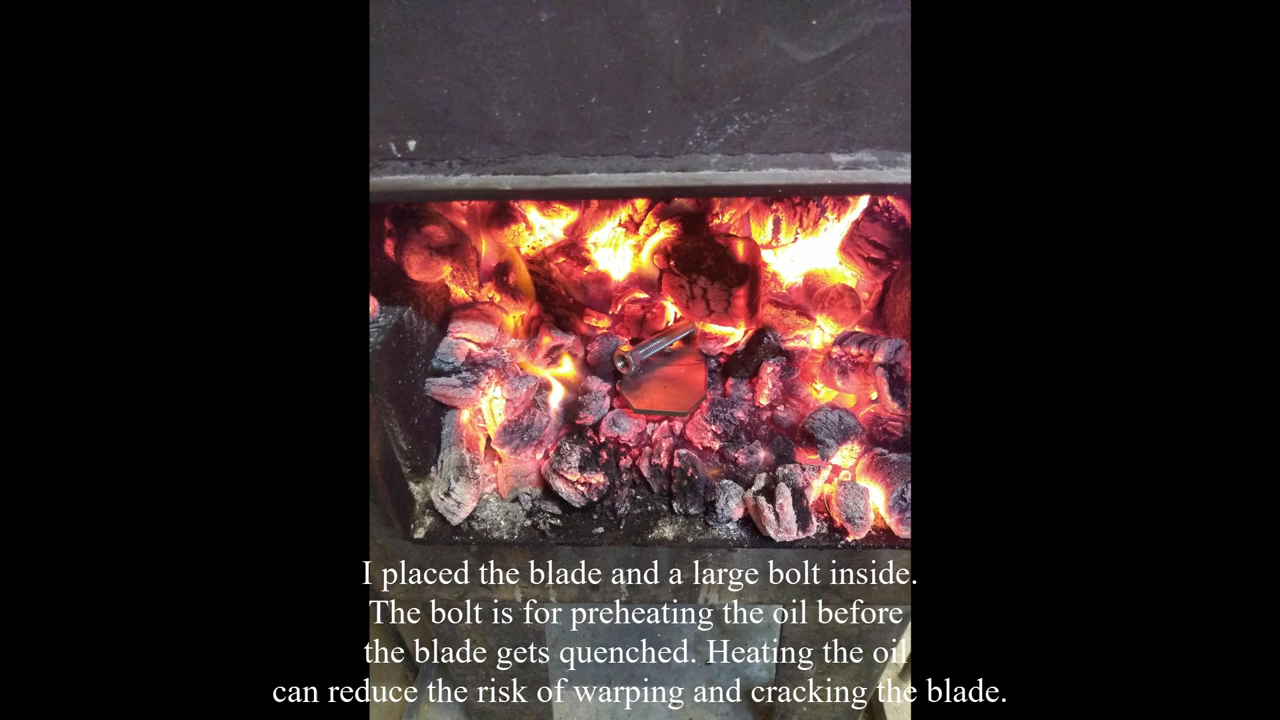 I placed the blade and a large bolt inside.
The bolt is for preheating the oil before
the blade gets quenched. Heating the oil
can reduce the risk of warping and cracking the blade.